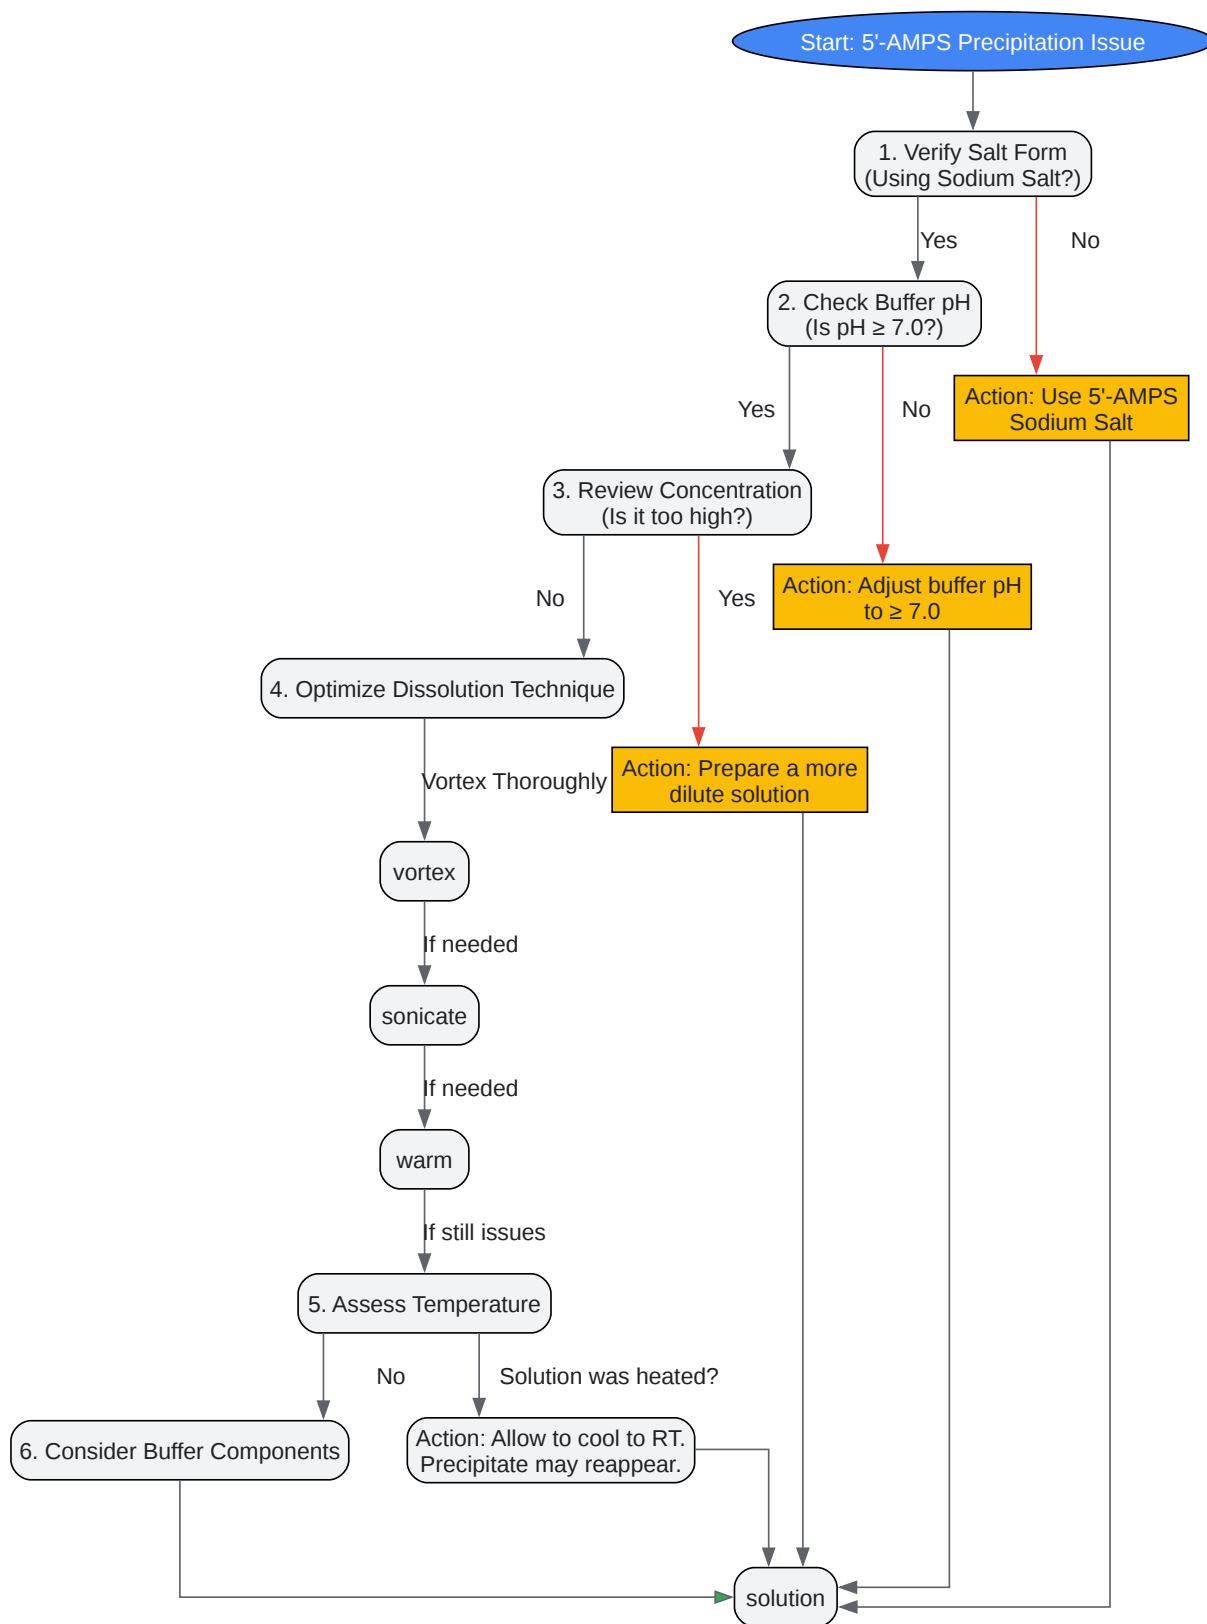 Start: 5'-AMPS Precipitation Issue
1. Verify Salt Form
(Using Sodium Salt?)
Yes
No
2. Check Buffer pH
(Is pH ≥ 7.0?)
Yes
No
Action: Use 5'-AMPS
Sodium Salt
3. Review Concentration
(Is it too high?)
No
Yes
Action: Adjust buffer pH
to ≥ 7.0
4. Optimize Dissolution Technique
Vortex Thoroughly
Action: Prepare a more
dilute solution
vortex
If needed
sonicate
If needed
warm
If still issues
5. Assess Temperature
No
Solution was heated?
6. Consider Buffer Components
Action: Allow to cool to RT.
Precipitate may reappear.
solution